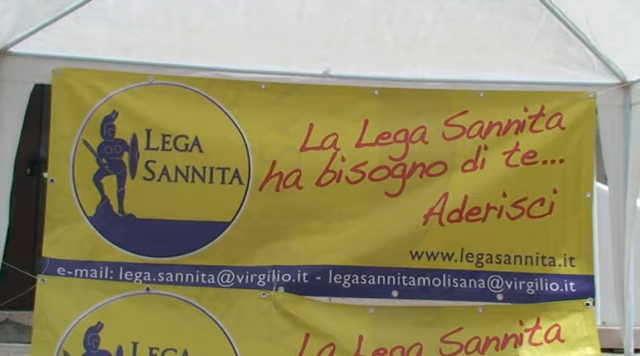 LEGA
SANNITA
La Lega Sannita
ha bisogno di te...
Aderisci
www.legasannita.it
e-mail: lega.sannita@virgilio.it - legasannitamolisana@virgilio.it
LEGA
La Lega Sannita